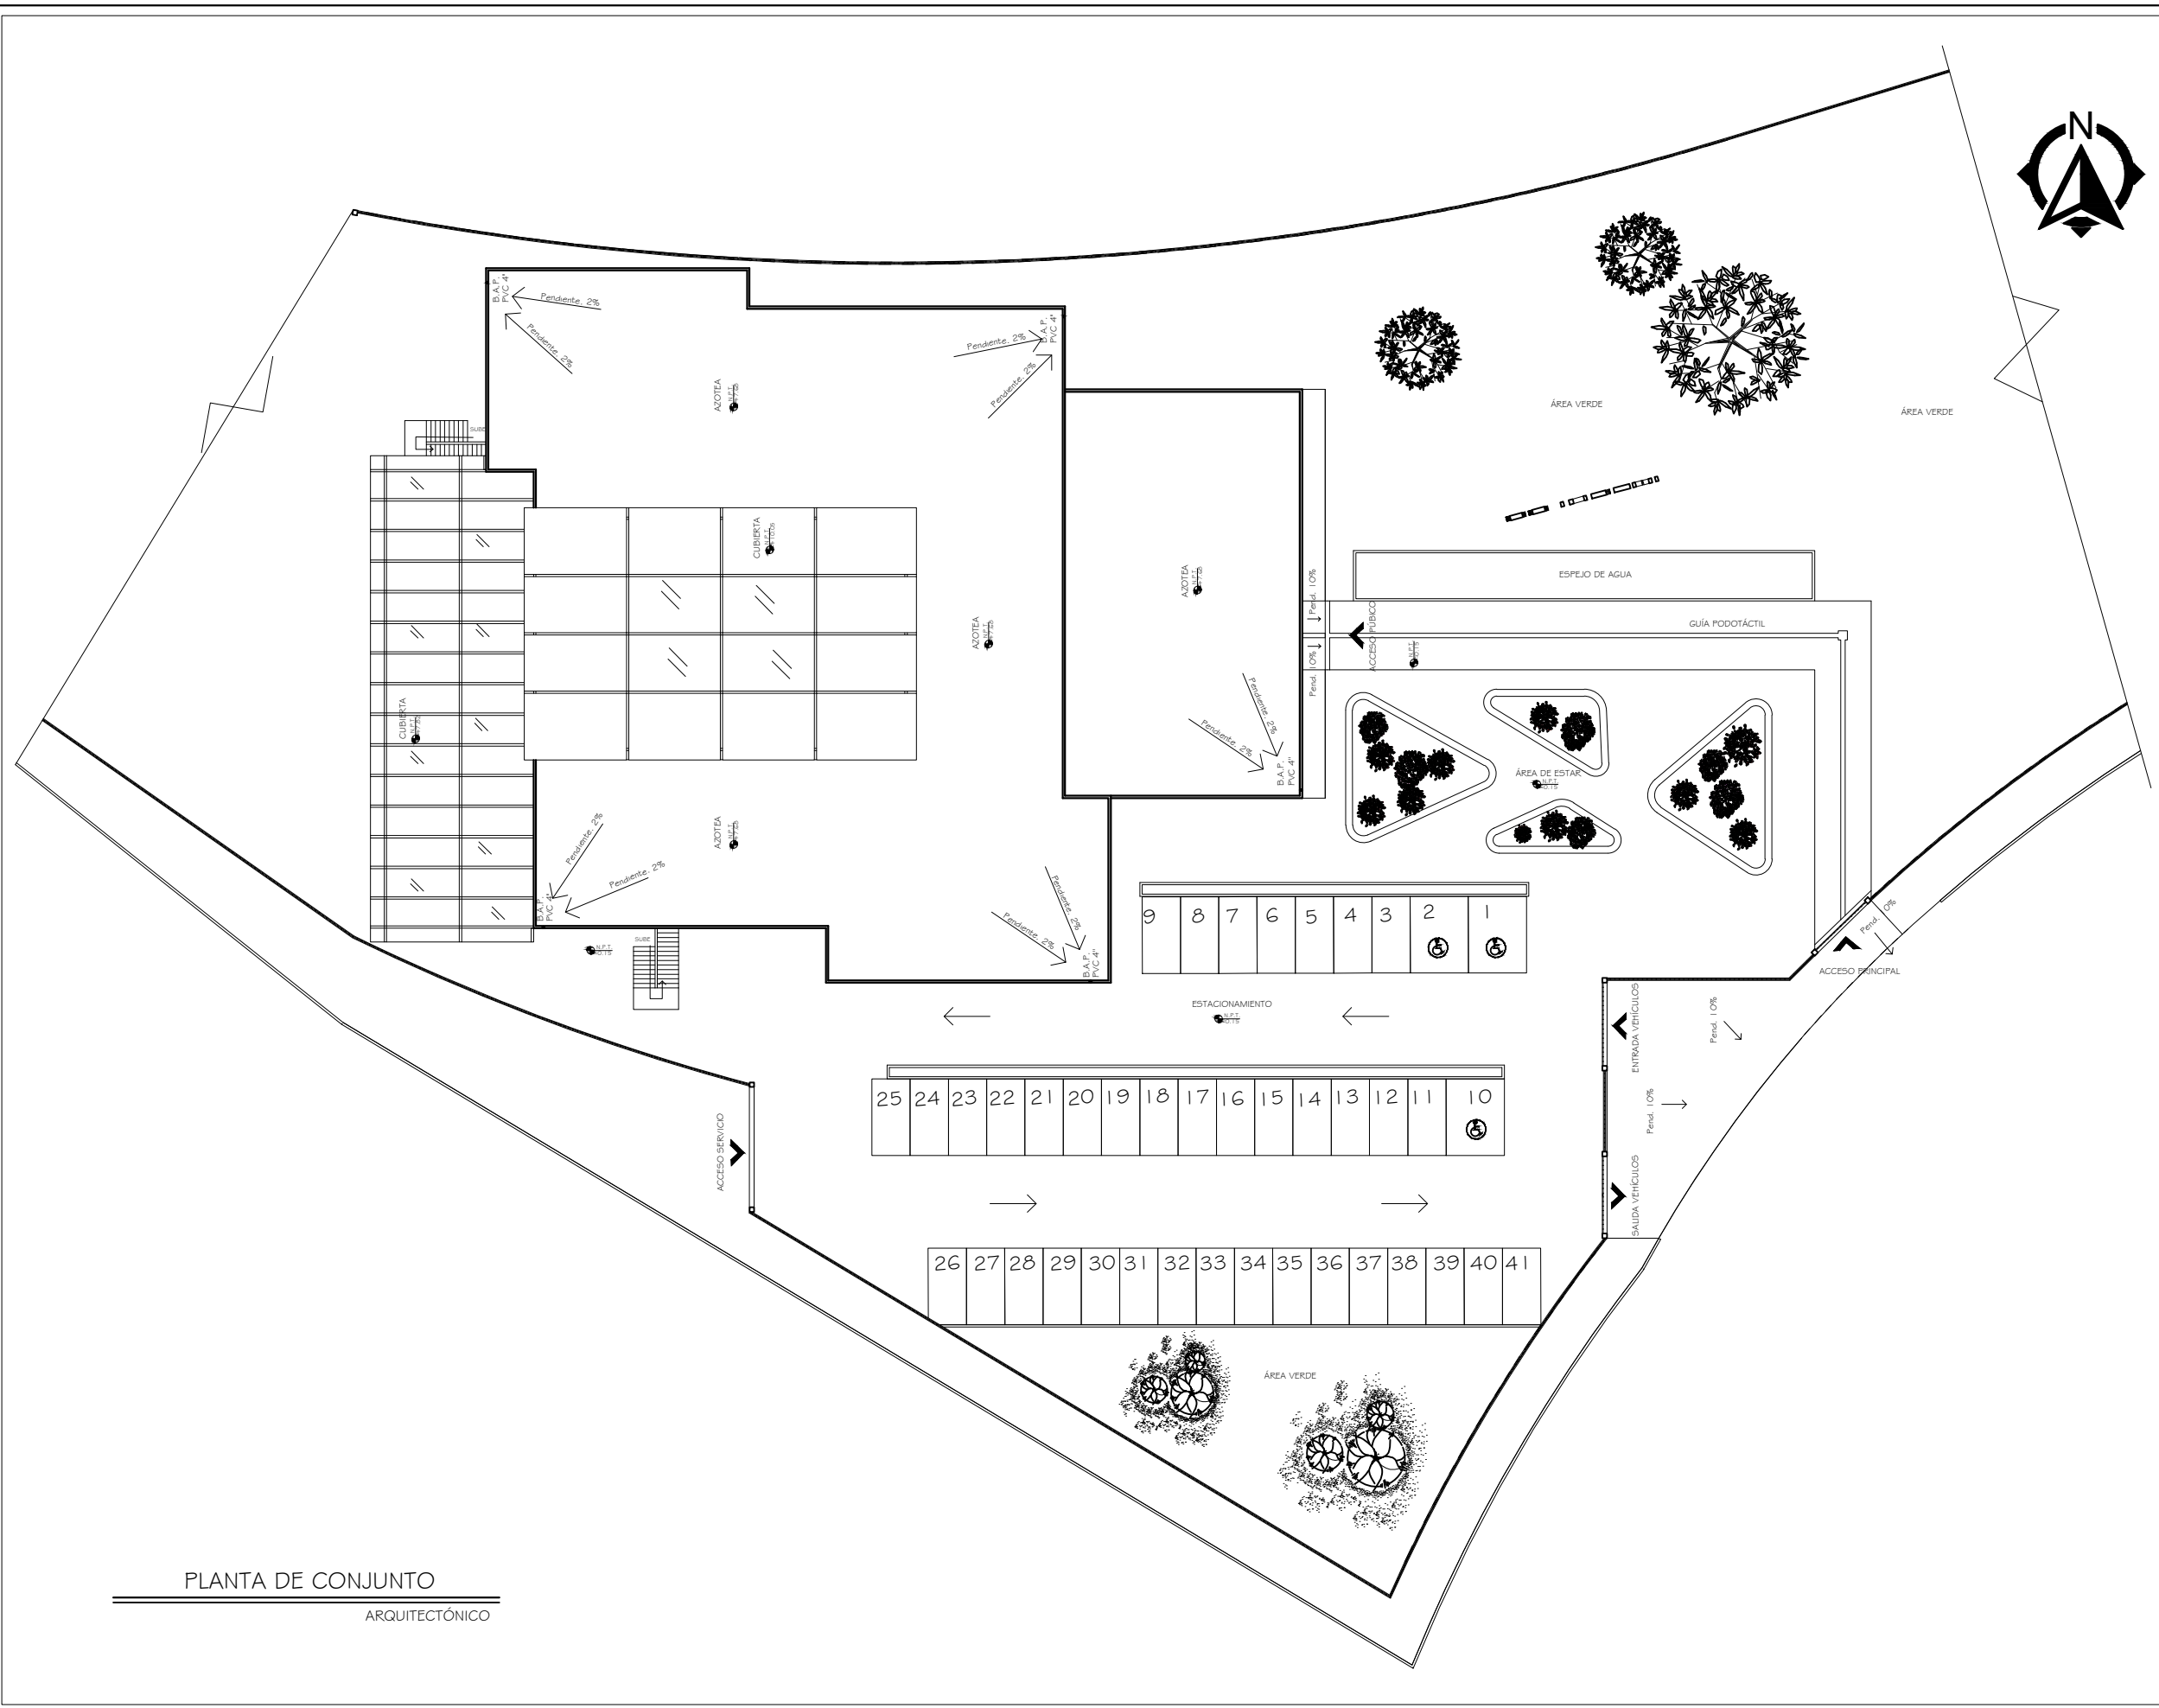 N
B.A.P.
PVC 4"
Pendiente. 2%
Pendiente. 2%
Pendiente. 2%
Pendiente. 2%
B.A.P.
PVC 4"
AZOTEA
N.P.T.
SUBE
ÁREA VERDE
ÁREA VERDE
CUBIERTA
N.P.T.
AZOTEA
N.P.T.
AZOTEA
N.P.T.
ESPEJO DE AGUA
Pend. 10%
Pend. 10%
ACCESO PÚBICO
GUÍA PODOTÁCTIL
N.P.T.
CUBIERTA
N.P.T.
Pendiente. 2%
Pendiente. 2%
B.A.P.
PVC 4"
ÁREA DE ESTAR
N.P.T.
AZOTEA
N.P.T.
Pendiente. 2%
Pendiente. 2%
B.A.P.
PVC 4"
Pendiente. 2%
Pendiente. 2%
B.A.P.
PVC 4"
SUBE
N.P.T.
9 8 7 6 5 4 3 2 1
ACCESO PRINCIPAL
ESTACIONAMIENTO
N.P.T.
ENTRADA VEHÍCULOS
Pend. 10%
Pend. 10%
SALIDA VEHÍCULOS
25 24 23 22 21 20 19 18 17 16 15 14 13 12 11 10
ACCESO SERVICIO
26 27 28 29 30 31 32 33 34 35 36 37 38 39 40 41
ÁREA VERDE
PLANTA DE CONJUNTO
ARQUITECTÓNICO